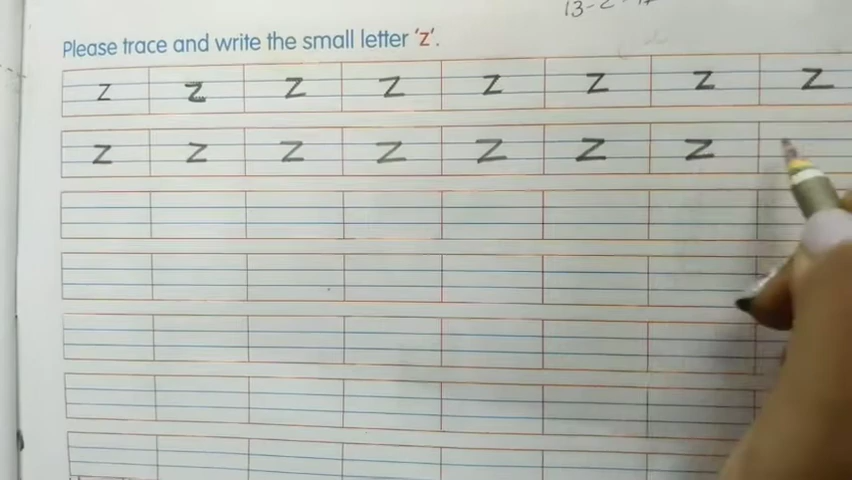 Please trace and write the small letter 'z'.
z z z z z z z z
z z z z z z z